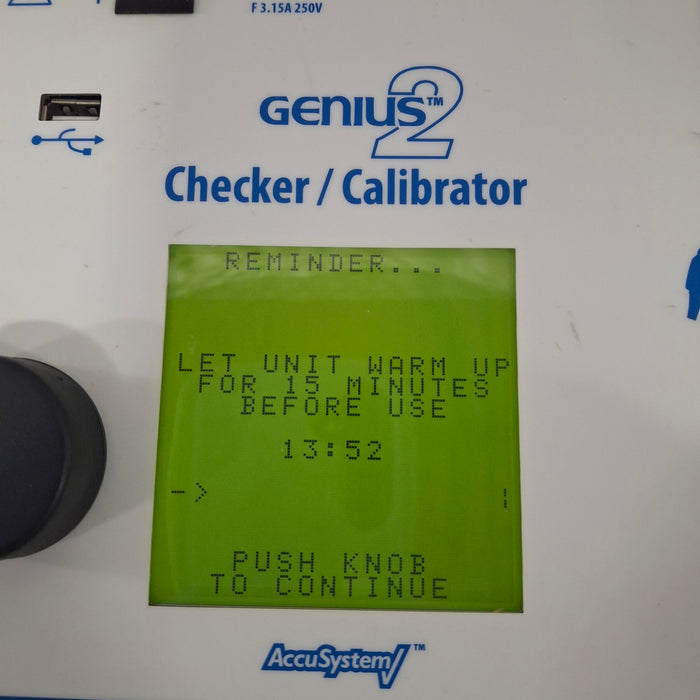 F 3.15A 250V
GENIUS™2
Checker / Calibrator
REMINDER...
LET UNIT WARM UP
FOR 15 MINUTES
BEFORE USE
13:52
->
PUSH KNOB
TO CONTINUE
AccuSystem™